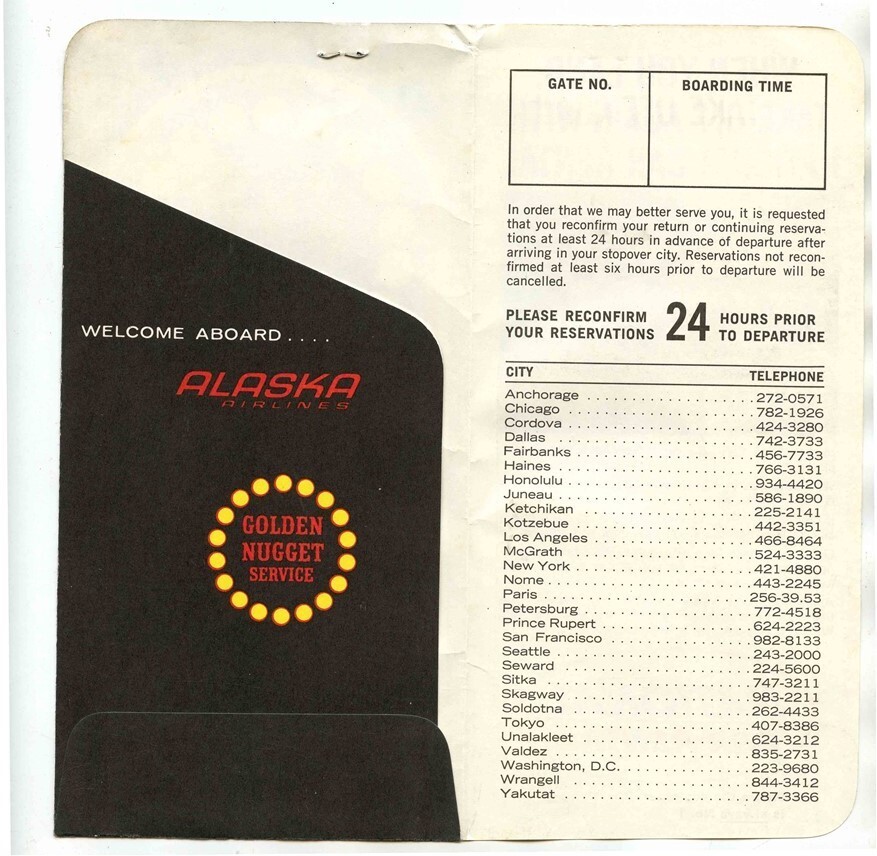 WELCOME ABOARD . . . .
ALASKA
AIRLINES
GOLDEN
NUGGET
SERVICE
GATE NO. BOARDING TIME
In order that we may better serve you, it is requested
that you reconfirm your return or continuing reserva-
tions at least 24 hours in advance of departure after
arriving in your stopover city. Reservations not recon-
firmed at least six hours prior to departure will be
cancelled.
PLEASE RECONFIRM
YOUR RESERVATIONS
24
HOURS PRIOR
TO DEPARTURE
CITY TELEPHONE
Anchorage . . . . . . . . . . . . . . . . . . . 272-0571
Chicago . . . . . . . . . . . . . . . . . . . . 782-1926
Cordova . . . . . . . . . . . . . . . . . . . . 424-3280
Dallas . . . . . . . . . . . . . . . . . . . . 742-3733
Fairbanks . . . . . . . . . . . . . . . . . . . 456-7733
Haines . . . . . . . . . . . . . . . . . . . . 766-3131
Honolulu . . . . . . . . . . . . . . . . . . . 934-4420
Juneau . . . . . . . . . . . . . . . . . . . . 586-1890
Ketchikan . . . . . . . . . . . . . . . . . . . 225-2141
Kotzebue . . . . . . . . . . . . . . . . . . . 442-3351
Los Angeles . . . . . . . . . . . . . . . . . . 466-8464
McGrath . . . . . . . . . . . . . . . . . . . . 524-3333
New York . . . . . . . . . . . . . . . . . . . 421-4880
Nome . . . . . . . . . . . . . . . . . . . . . 443-2245
Paris . . . . . . . . . . . . . . . . . . . . . 256-39.53
Petersburg . . . . . . . . . . . . . . . . . . 772-4518
Prince Rupert . . . . . . . . . . . . . . . . . 624-2223
San Francisco . . . . . . . . . . . . . . . . 982-8133
Seattle . . . . . . . . . . . . . . . . . . . . 243-2000
Seward . . . . . . . . . . . . . . . . . . . . 224-5600
Sitka . . . . . . . . . . . . . . . . . . . . . 747-3211
Skagway . . . . . . . . . . . . . . . . . . . . 983-2211
Soldotna . . . . . . . . . . . . . . . . . . . 262-4433
Tokyo . . . . . . . . . . . . . . . . . . . . . 407-8386
Unalakleet . . . . . . . . . . . . . . . . . . 624-3212
Valdez . . . . . . . . . . . . . . . . . . . . 835-2731
Washington, D.C. . . . . . . . . . . . . . . 223-9680
Wrangell . . . . . . . . . . . . . . . . . . . 844-3412
Yakutat . . . . . . . . . . . . . . . . . . . . 787-3366